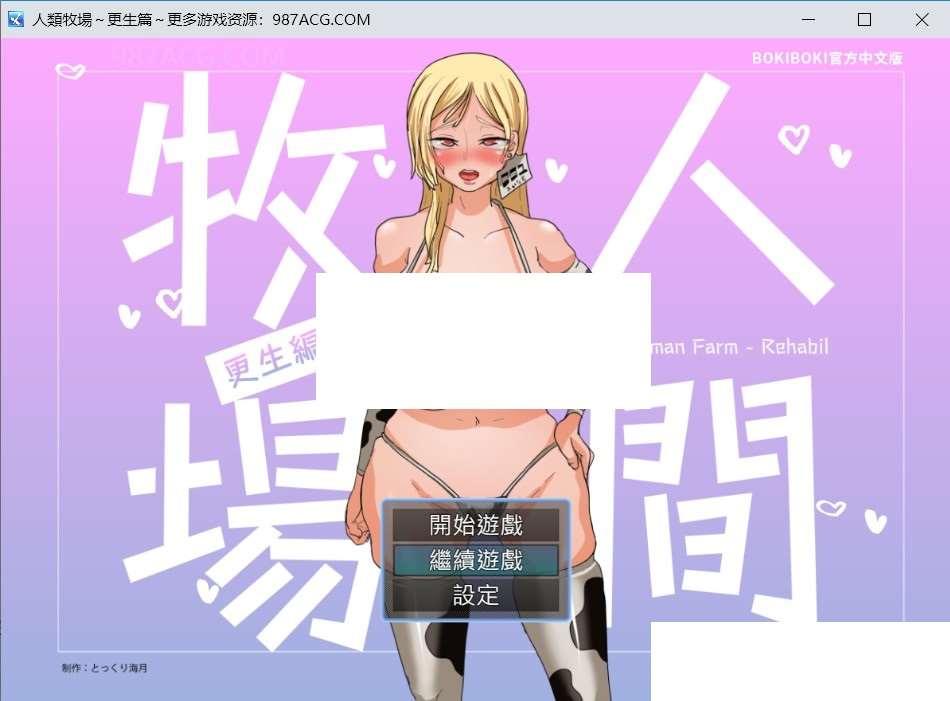 人類牧場～更生篇～更多游戏资源：987ACG.COM
987ACG.COM
BOKIBOKI官方中文版
人間
牧場
更生編
man Farm - Rehabil
開始遊戲
繼續遊戲
設定
制作：とっくり海月